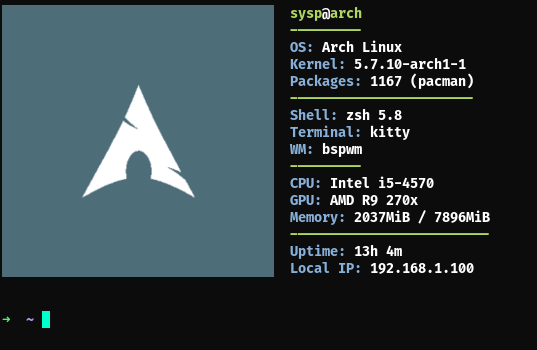 sysp@arch
OS: Arch Linux
Kernel: 5.7.10-arch1-1
Packages: 1167 (pacman)
Shell: zsh 5.8
Terminal: kitty
WM: bspwm
CPU: Intel i5-4570
GPU: AMD R9 270x
Memory: 2037MiB / 7896MiB
Uptime: 13h 4m
Local IP: 192.168.1.100
→ ~